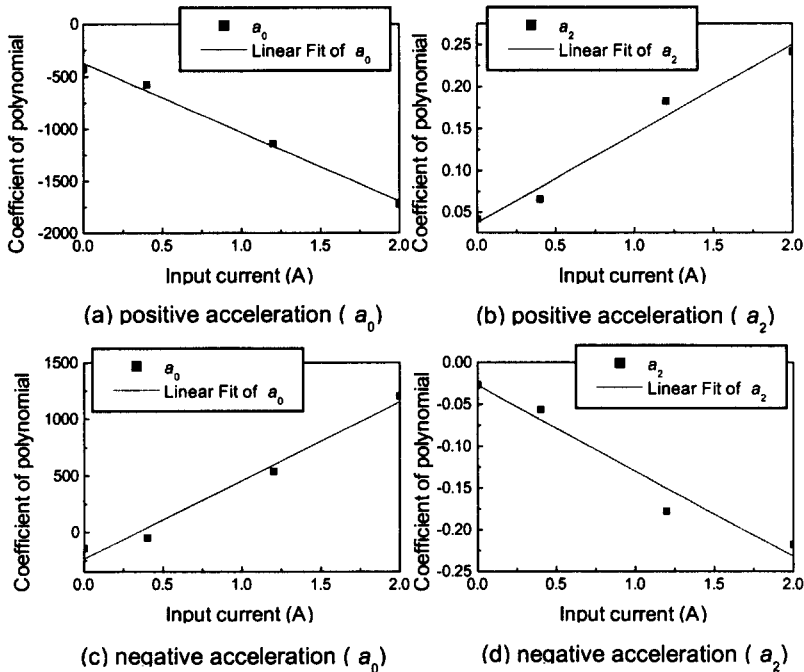 a0
Linear Fit of a0
Coefficient of polynomial
0
-500
-1000
-1500
-2000
0.0 0.5 1.0 1.5 2.0
Input current (A)
(a) positive acceleration ( a0)
a2
Linear Fit of a2
Coefficient of polynomial
0.25
0.20
0.15
0.10
0.05
0.0 0.5 1.0 1.5 2.0
Input current (A)
(b) positive acceleration ( a2)
a0
Linear Fit of a0
Coefficient of polynomial
1500
1000
500
0
0.0 0.5 1.0 1.5 2.0
Input current (A)
(c) negative acceleration ( a0)
a2
Linear Fit of a2
Coefficient of polynomial
0.00
-0.05
-0.10
-0.15
-0.20
-0.25
0.0 0.5 1.0 1.5 2.0
Input current (A)
(d) negative acceleration ( a2)